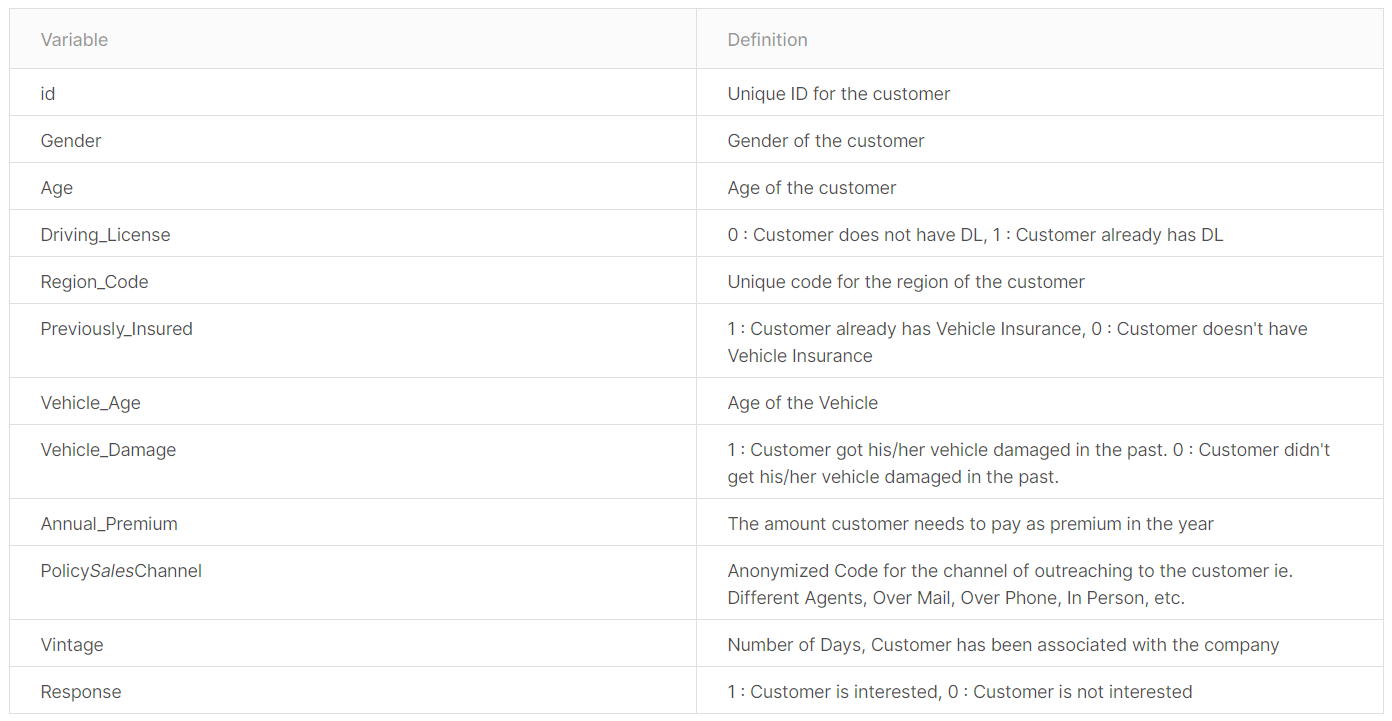 Variable
Definition
id
Unique ID for the customer
Gender
Gender of the customer
Age
Age of the customer
Driving_License
0 : Customer does not have DL, 1 : Customer already has DL
Region_Code
Unique code for the region of the customer
Previously_Insured
1 : Customer already has Vehicle Insurance, 0 : Customer doesn't have
Vehicle Insurance
Vehicle_Age
Age of the Vehicle
Vehicle_Damage
1 : Customer got his/her vehicle damaged in the past. 0 : Customer didn't
get his/her vehicle damaged in the past.
Annual_Premium
The amount customer needs to pay as premium in the year
PolicySalesChannel
Anonymized Code for the channel of outreaching to the customer ie.
Different Agents, Over Mail, Over Phone, In Person, etc.
Vintage
Number of Days, Customer has been associated with the company
Response
1 : Customer is interested, 0 : Customer is not interested